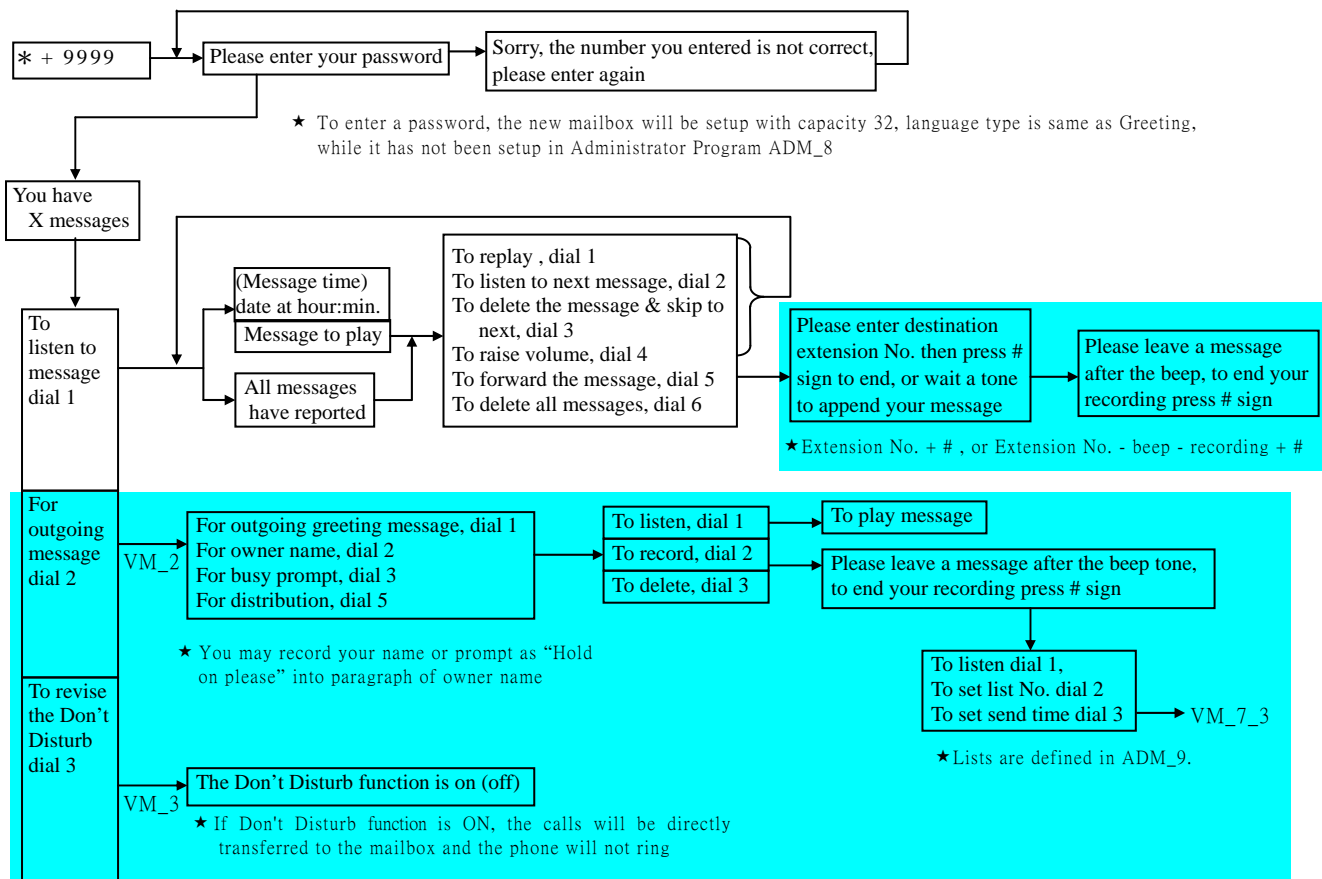 * + 9999
Please enter your password
Sorry, the number you entered is not correct,
please enter again
★ To enter a password, the new mailbox will be setup with capacity 32, language type is same as Greeting,
while it has not been setup in Administrator Program ADM_8
You have
X messages
To
listen to
message
dial 1
(Message time)
date at hour:min.
Message to play
All messages
have reported
To replay , dial 1
To listen to next message, dial 2
To delete the message & skip to
next, dial 3
To raise volume, dial 4
To forward the message, dial 5
To delete all messages, dial 6
Please enter destination
extension No. then press #
sign to end, or wait a tone
to append your message
Please leave a message
after the beep, to end your
recording press # sign
★Extension No. + # , or Extension No. - beep - recording + #
For
outgoing
message
dial 2
VM_2
For outgoing greeting message, dial 1
For owner name, dial 2
For busy prompt, dial 3
For distribution, dial 5
To listen, dial 1
To record, dial 2
To delete, dial 3
To play message
Please leave a message after the beep tone,
to end your recording press # sign
★ You may record your name or prompt as “Hold
on please” into paragraph of owner name
To listen dial 1,
To set list No. dial 2
To set send time dial 3
VM_7_3
★Lists are defined in ADM_9.
To revise
the Don’t
Disturb
dial 3
VM_3
The Don’t Disturb function is on (off)
★ If Don't Disturb function is ON, the calls will be directly
transferred to the mailbox and the phone will not ring